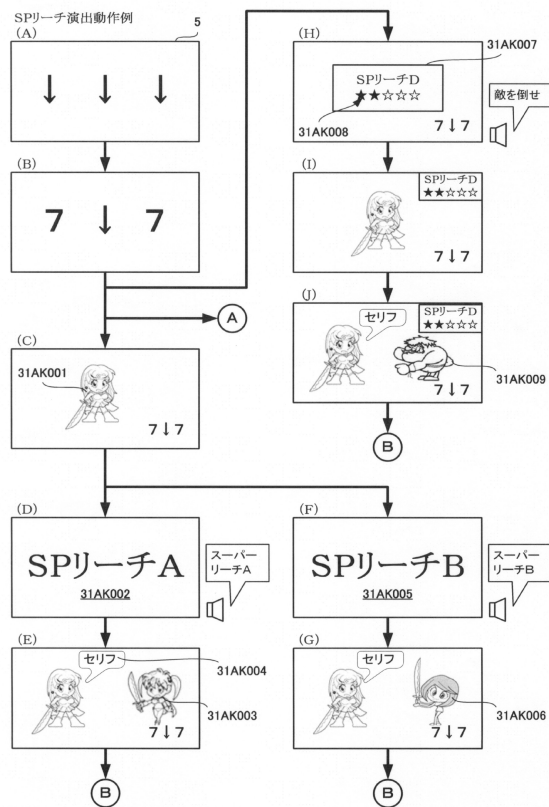 SPリーチ演出動作例
5
(A)
↓ ↓ ↓
(B)
7 ↓ 7
A
(C)
31AK001
7↓7
(D)
SPリーチA
31AK002
スーパー
リーチA
(E)
セリフ
31AK004
31AK003
7↓7
B
(F)
SPリーチB
31AK005
スーパー
リーチB
(G)
セリフ
31AK006
7↓7
B
(H)
31AK007
SPリーチD
★★☆☆☆
31AK008
7↓7
敵を倒せ
(I)
SPリーチD
★★☆☆☆
7↓7
(J)
セリフ
SPリーチD
★★☆☆☆
7↓7
31AK009
B